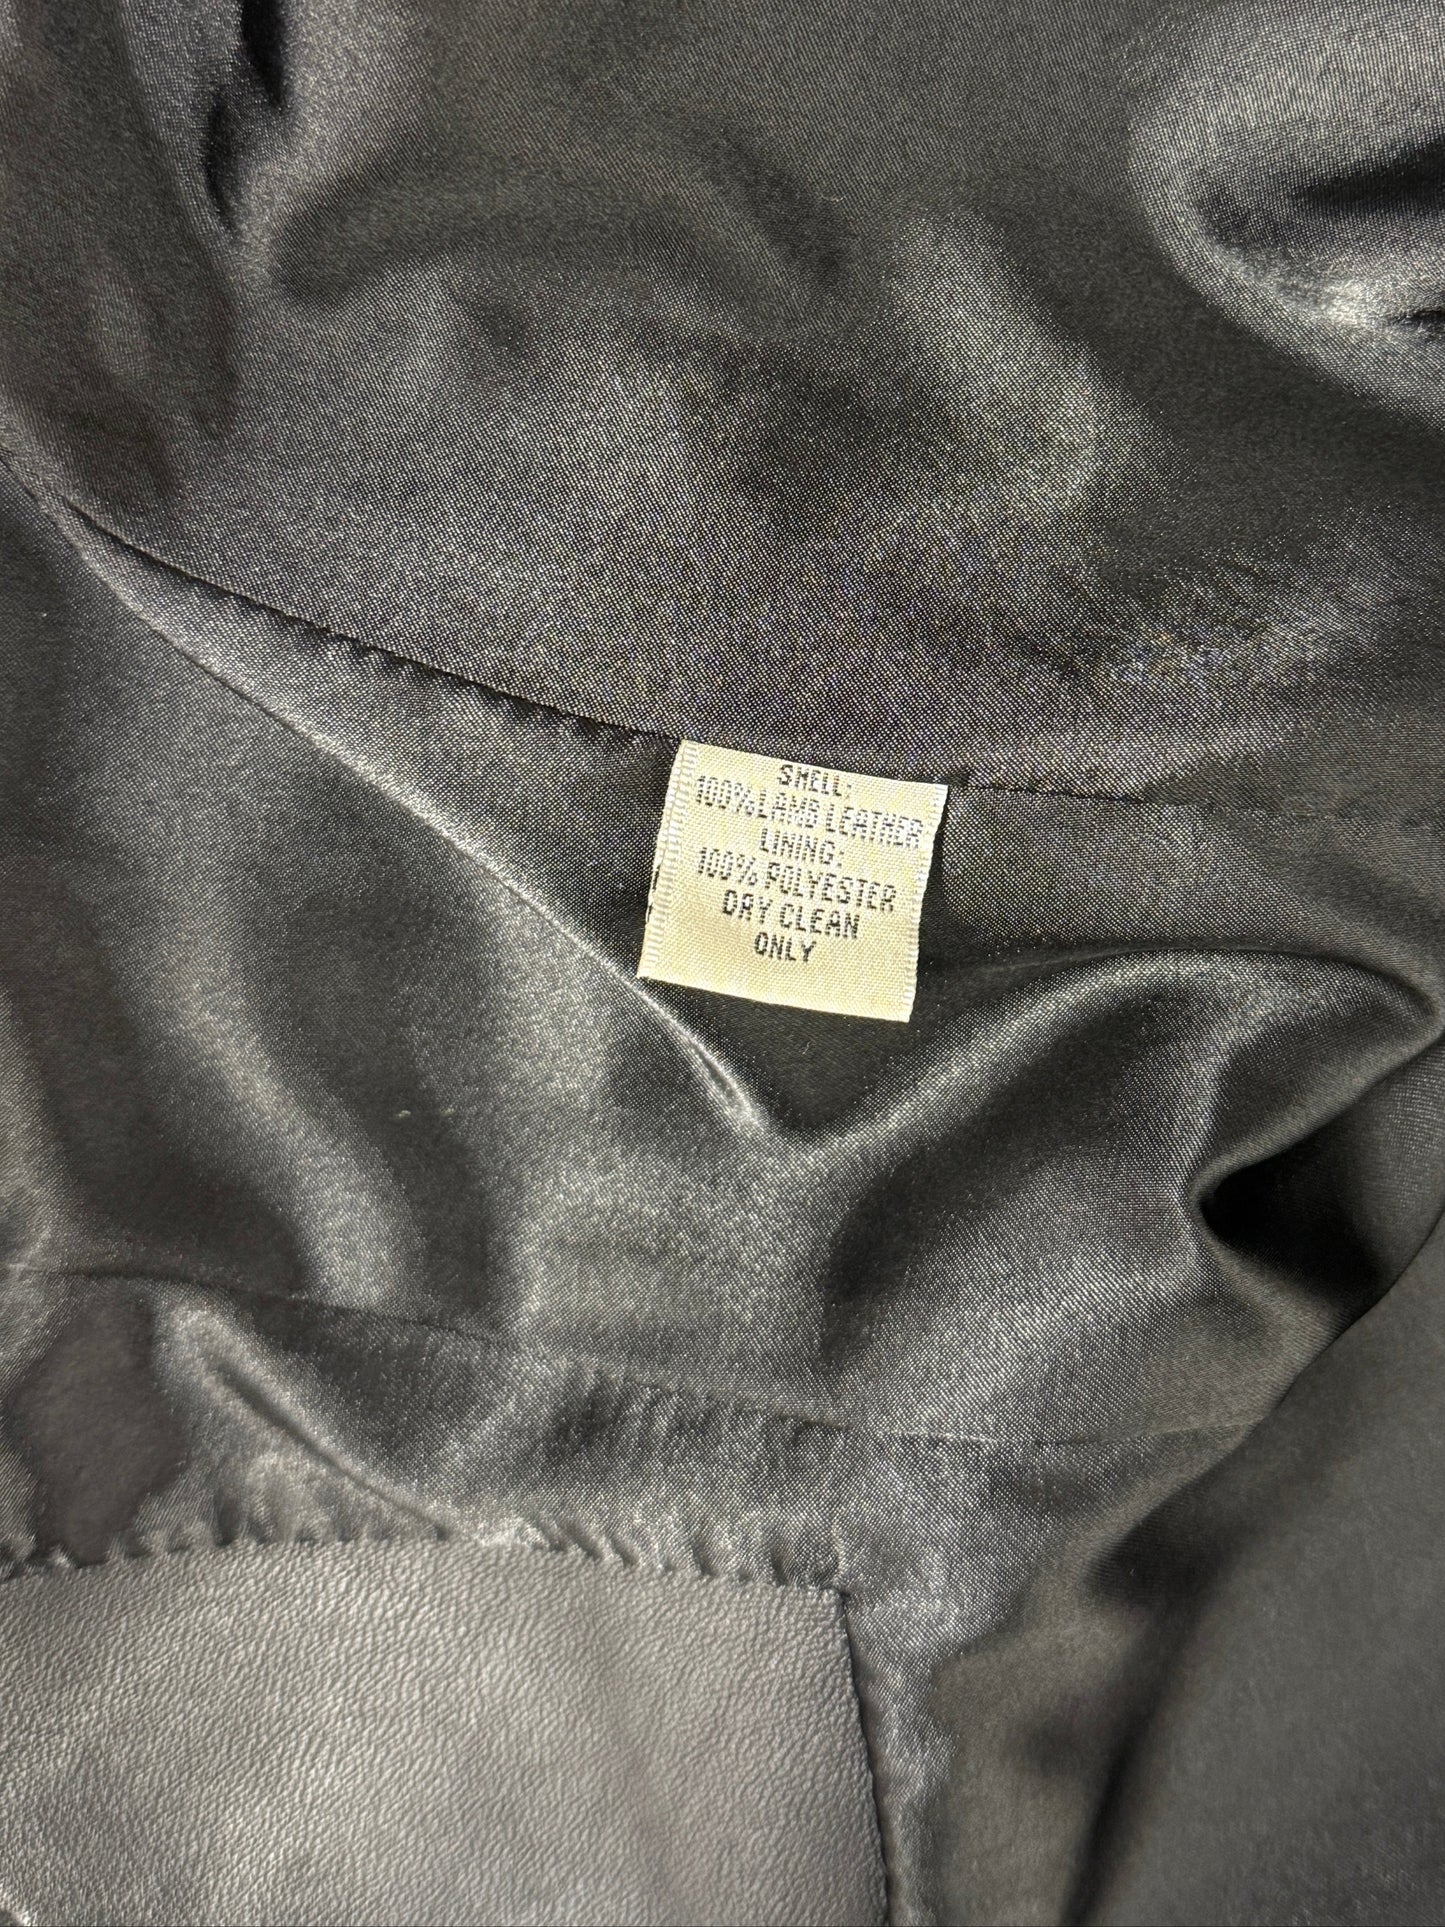 SHELL:
100%LAMB LEATHER
LINING:
100% POLYESTER
DRY CLEAN
ONLY